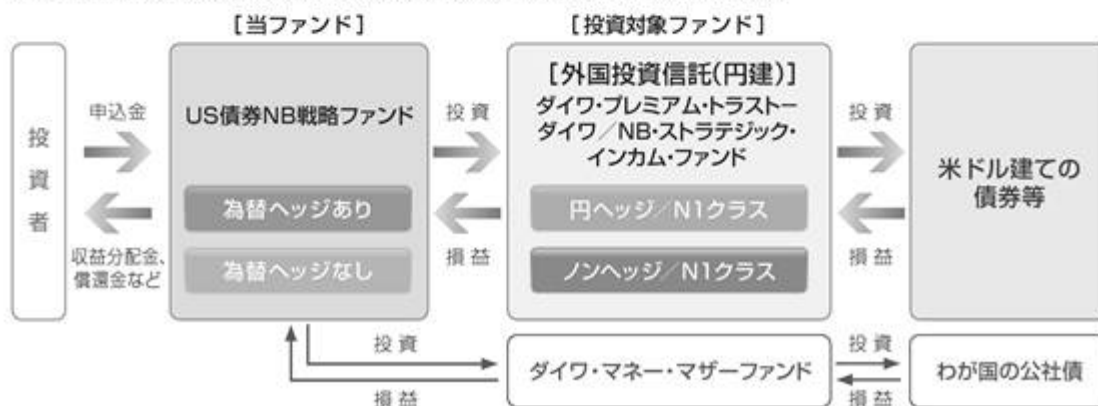 [当ファンド]
[投資対象ファンド]
投資者
申込金
収益分配金、
償還金など
US債券NB戦略ファンド
為替ヘッジあり
為替ヘッジなし
投資
損益
[外国投資信託(円建)]
ダイワ・プレミアム・トラストー
ダイワ/NB・ストラテジック・
インカム・ファンド
円ヘッジ/N1クラス
ノンヘッジ/N1クラス
投資
損益
米ドル建ての
債券等
投資
損益
ダイワ・マネー・マザーファンド
投資
損益
わが国の公社債